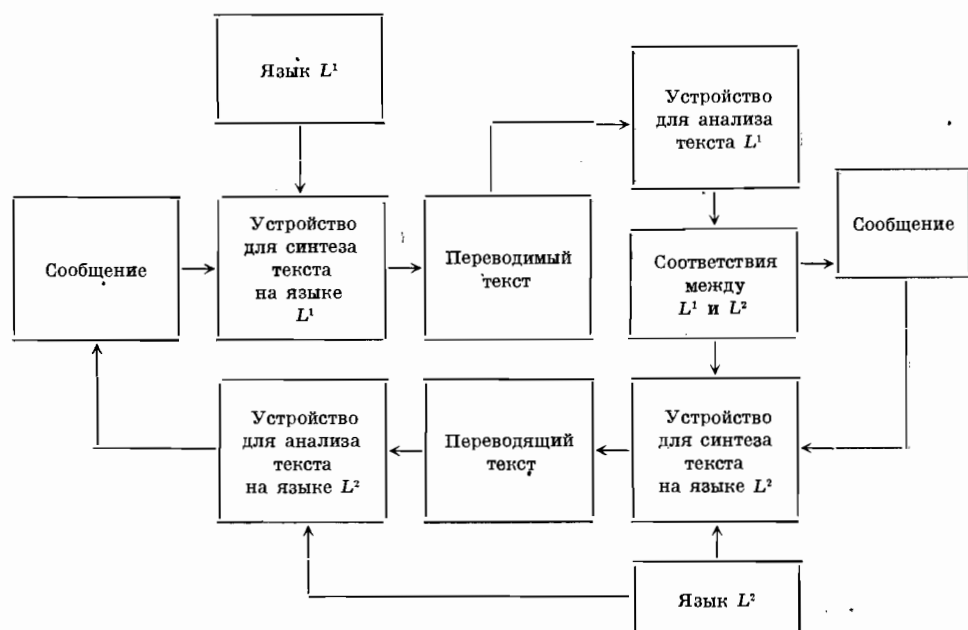 Язык L¹
Устройство
для анализа
текста L¹
Сообщение
Устройство
для синтеза
текста
на языке
L¹
Переводимый
текст
Соответствия
между
L¹ и L²
Сообщение
Устройство
для анализа
текста
на языке L²
Переводящий
текст
Устройство
для синтеза
текста
на языке L²
Язык L²